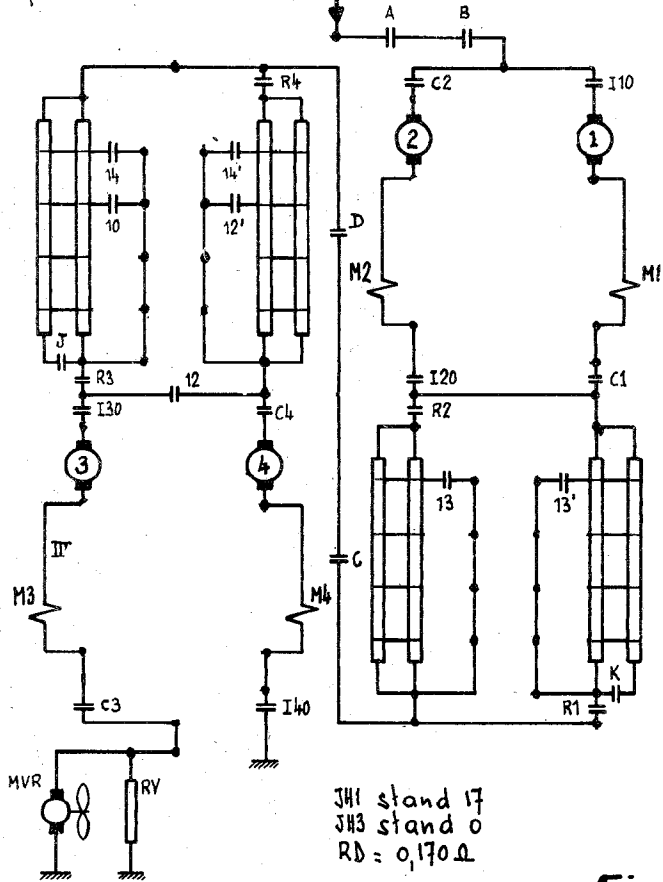 A B
R4 C2 I10
2 1
14 14'
10 12'
D
M2 M1
J
R3 12 I20 C1
I30 C4 R2
3 4
13 13'
II'
G
M3 M4
K
C3 I40 R1
MVR RV
JH1 stand 17
JH3 stand 0
RD = 0,170 Ω